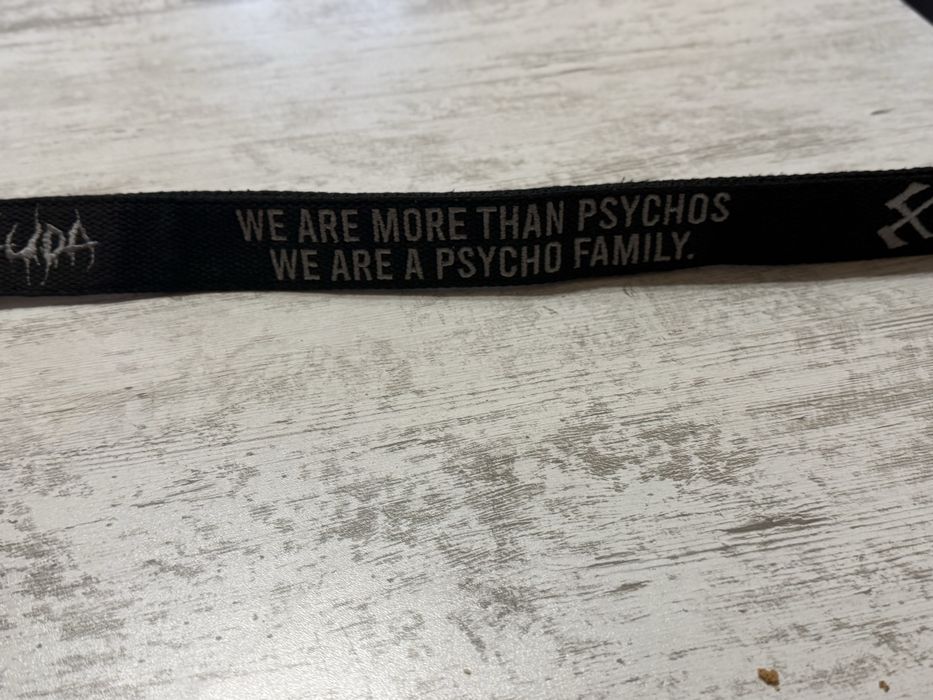 WE ARE MORE THAN PSYCHOS
WE ARE A PSYCHO FAMILY.